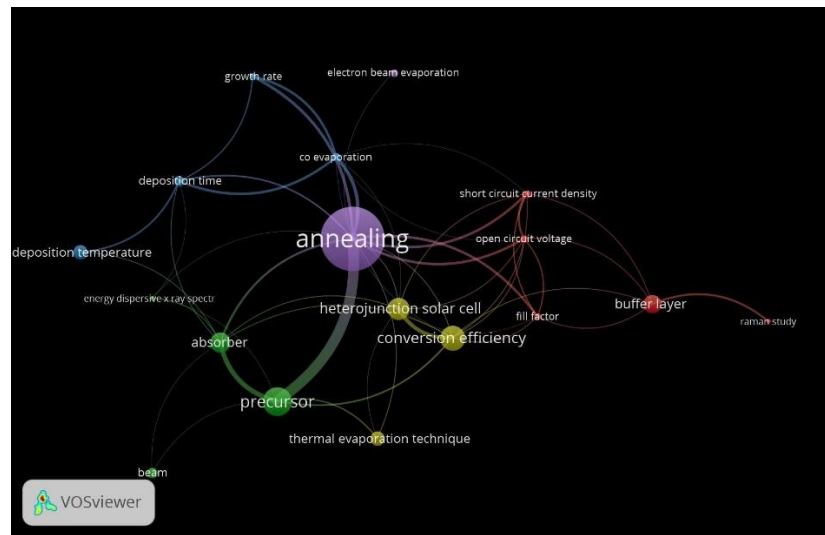 electron beam evaporation
growth rate
co evaporation
deposition time
short circuit current density
annealing
open circuit voltage
deposition temperature
energy dispersive x ray spectr
heterojunction solar cell
buffer layer
fill factor
raman study
absorber
conversion efficiency
precursor
thermal evaporation technique
beam
VOSviewer